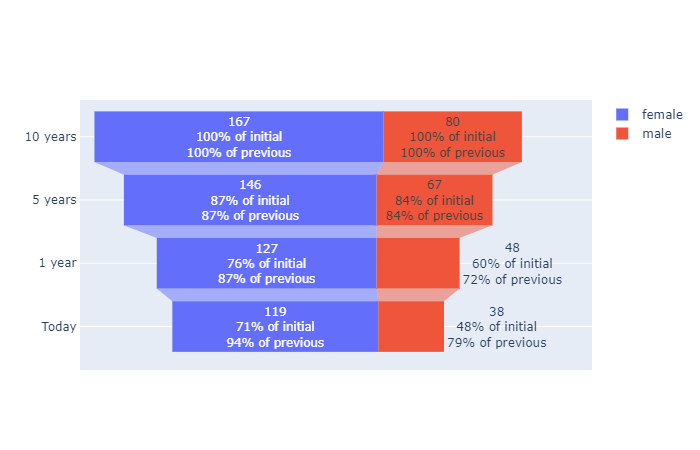 female
male
10 years
167
100% of initial
100% of previous
80
100% of initial
100% of previous
5 years
146
87% of initial
87% of previous
67
84% of initial
84% of previous
1 year
127
76% of initial
87% of previous
48
60% of initial
72% of previous
Today
119
71% of initial
94% of previous
38
48% of initial
79% of previous